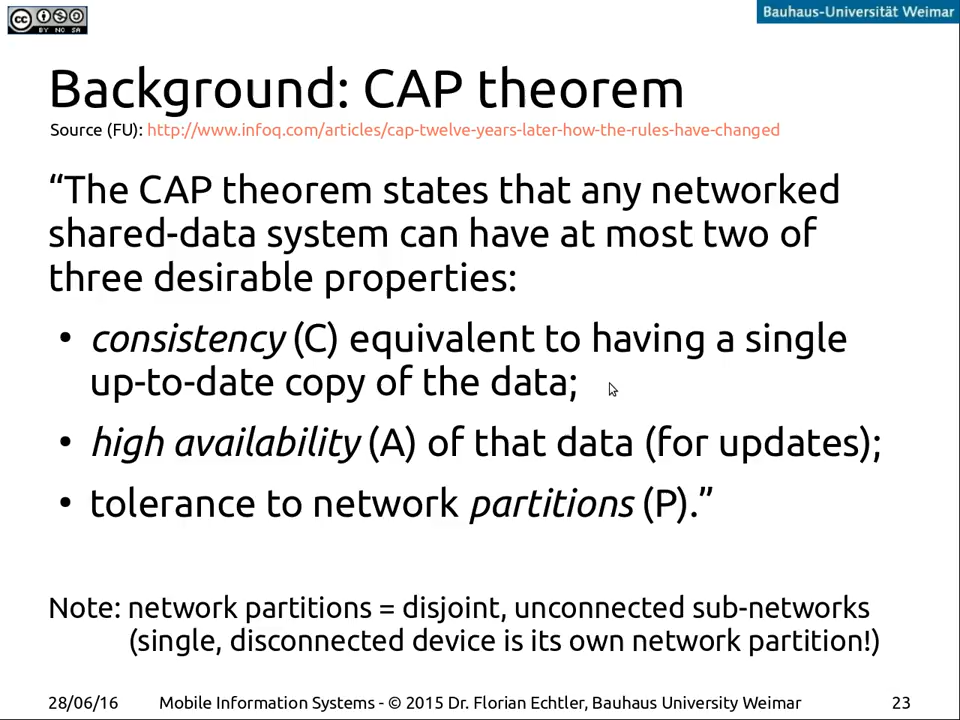 cc BY NC SA
Bauhaus-Universität Weimar
Background: CAP theorem
Source (FU): http://www.infoq.com/articles/cap-twelve-years-later-how-the-rules-have-changed
“The CAP theorem states that any networked
shared-data system can have at most two of
three desirable properties:
• consistency (C) equivalent to having a single
up-to-date copy of the data;
• high availability (A) of that data (for updates);
• tolerance to network partitions (P).”
Note: network partitions = disjoint, unconnected sub-networks
(single, disconnected device is its own network partition!)
28/06/16 Mobile Information Systems - © 2015 Dr. Florian Echtler, Bauhaus University Weimar 23